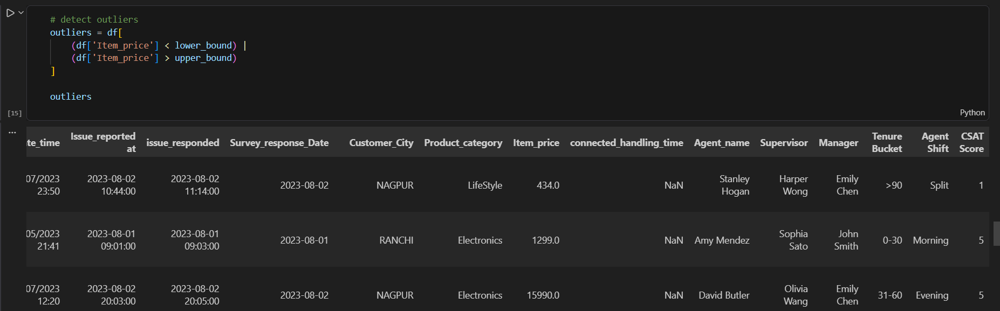 # detect outliers
outliers = df[
(df['Item_price'] < lower_bound) |
(df['Item_price'] > upper_bound)
]
outliers
[15]
Python
...
te_time Issue_reported at issue_responded Survey_response_Date Customer_City Product_category Item_price connected_handling_time Agent_name Supervisor Manager Tenure Bucket Agent Shift CSAT Score
07/2023 23:50 2023-08-02 10:44:00 2023-08-02 11:14:00 2023-08-02 NAGPUR LifeStyle 434.0 NaN Stanley Hogan Harper Wong Emily Chen >90 Split 1
05/2023 21:41 2023-08-01 09:01:00 2023-08-01 09:03:00 2023-08-01 RANCHI Electronics 1299.0 NaN Amy Mendez Sophia Sato John Smith 0-30 Morning 5
07/2023 12:20 2023-08-02 20:03:00 2023-08-02 20:05:00 2023-08-02 NAGPUR Electronics 15990.0 NaN David Butler Olivia Wang Emily Chen 31-60 Evening 5